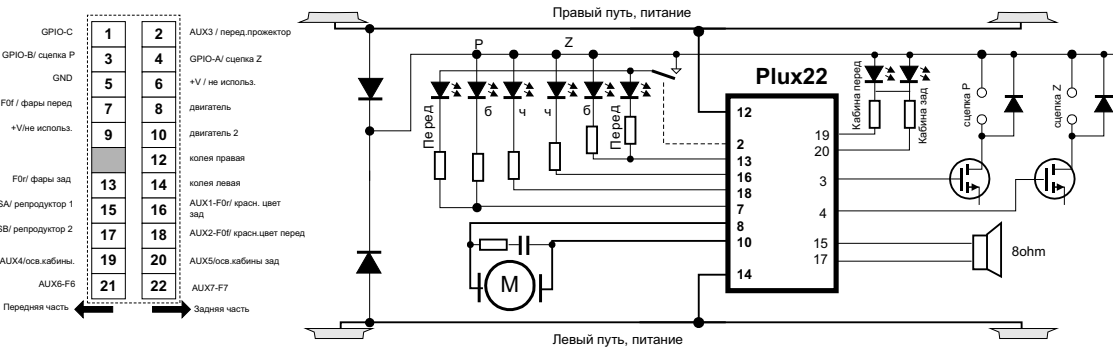 GPIO-C 1 2 AUX3 / перед.прожектор
GPIO-B/ сцепка P 3 4 GPIO-A/ сцепка Z
GND 5 6 +V / не использ.
F0f / фары перед 7 8 двигатель
+V/не использ. 9 10 двигатель 2
12 колея правая
F0r/ фары зад 13 14 колея левая
SA/ репродуктор 1 15 16 AUX1-F0r/ красн. цвет
зад
SB/ репродуктор 2 17 18 AUX2-F0f/ красн.цвет перед
AUX4/осв.кабины. 19 20 AUX5/осв.кабины зад
AUX6-F6 21 22 AUX7-F7
Передняя часть Задняя часть
Правый путь, питание
P Z
Перед б ч ч б Перед
Plux22
12
2
13
16
18
7
8
10
14
19
20
3
4
15
17
Кабина перед
Кабина зад
сцепка P
сцепка Z
M
8ohm
Левый путь, питание